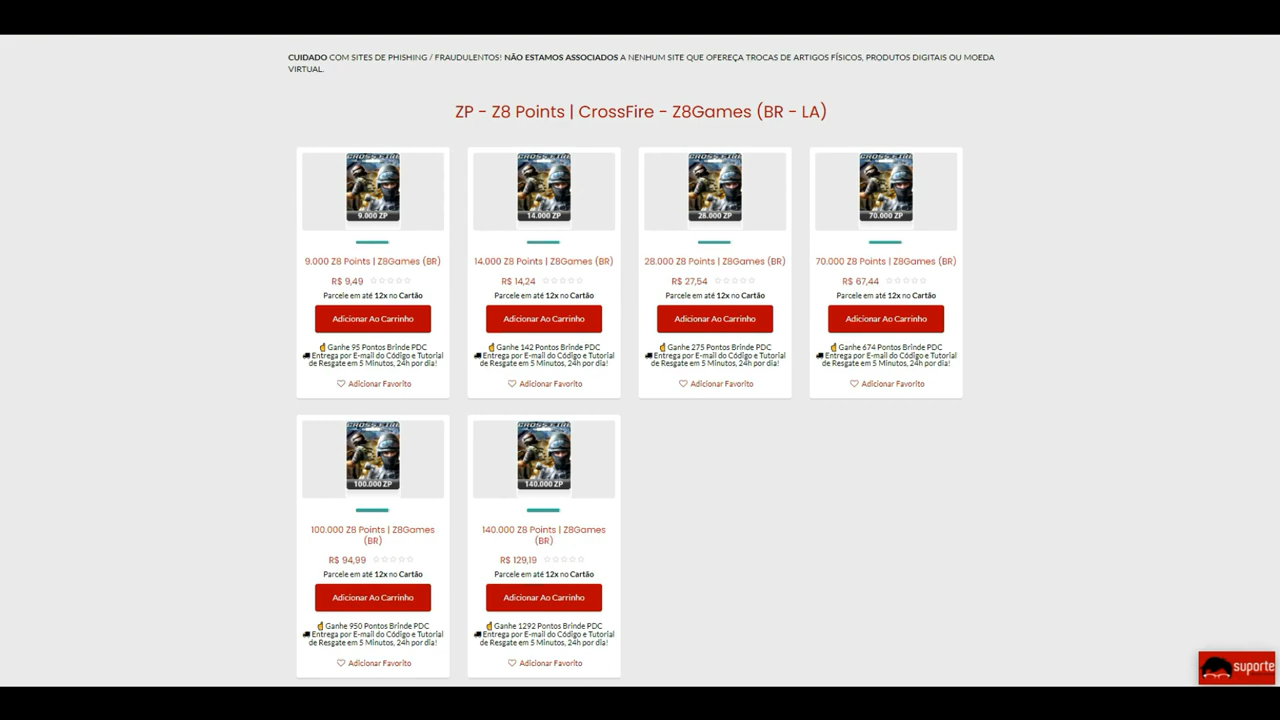 CUIDADO COM SITES DE PHISHING / FRAUDULENTOS! NÃO ESTAMOS ASSOCIADOS A NENHUM SITE QUE OFEREÇA TROCAS DE ARTIGOS FÍSICOS, PRODUTOS DIGITAIS OU MOEDA
VIRTUAL.
ZP - Z8 Points | CrossFire - Z8Games (BR - LA)
CROSS FIRE
9.000 ZP
9.000 Z8 Points | Z8Games (BR)
R$ 9,49
Parcele em até 12x no Cartão
Adicionar Ao Carrinho
Ganhe 95 Pontos Brinde PDC
Entrega por E-mail do Código e Tutorial
de Resgate em 5 Minutos, 24h por dia!
Adicionar Favorito
CROSS FIRE
14.000 ZP
14.000 Z8 Points | Z8Games (BR)
R$ 14,24
Parcele em até 12x no Cartão
Adicionar Ao Carrinho
Ganhe 142 Pontos Brinde PDC
Entrega por E-mail do Código e Tutorial
de Resgate em 5 Minutos, 24h por dia!
Adicionar Favorito
CROSS FIRE
28.000 ZP
28.000 Z8 Points | Z8Games (BR)
R$ 27,54
Parcele em até 12x no Cartão
Adicionar Ao Carrinho
Ganhe 275 Pontos Brinde PDC
Entrega por E-mail do Código e Tutorial
de Resgate em 5 Minutos, 24h por dia!
Adicionar Favorito
CROSS FIRE
70.000 ZP
70.000 Z8 Points | Z8Games (BR)
R$ 67,44
Parcele em até 12x no Cartão
Adicionar Ao Carrinho
Ganhe 674 Pontos Brinde PDC
Entrega por E-mail do Código e Tutorial
de Resgate em 5 Minutos, 24h por dia!
Adicionar Favorito
CROSS FIRE
100.000 ZP
100.000 Z8 Points | Z8Games
(BR)
R$ 94,99
Parcele em até 12x no Cartão
Adicionar Ao Carrinho
Ganhe 950 Pontos Brinde PDC
Entrega por E-mail do Código e Tutorial
de Resgate em 5 Minutos, 24h por dia!
Adicionar Favorito
CROSS FIRE
140.000 ZP
140.000 Z8 Points | Z8Games
(BR)
R$ 129,19
Parcele em até 12x no Cartão
Adicionar Ao Carrinho
Ganhe 1292 Pontos Brinde PDC
Entrega por E-mail do Código e Tutorial
de Resgate em 5 Minutos, 24h por dia!
Adicionar Favorito
suporte